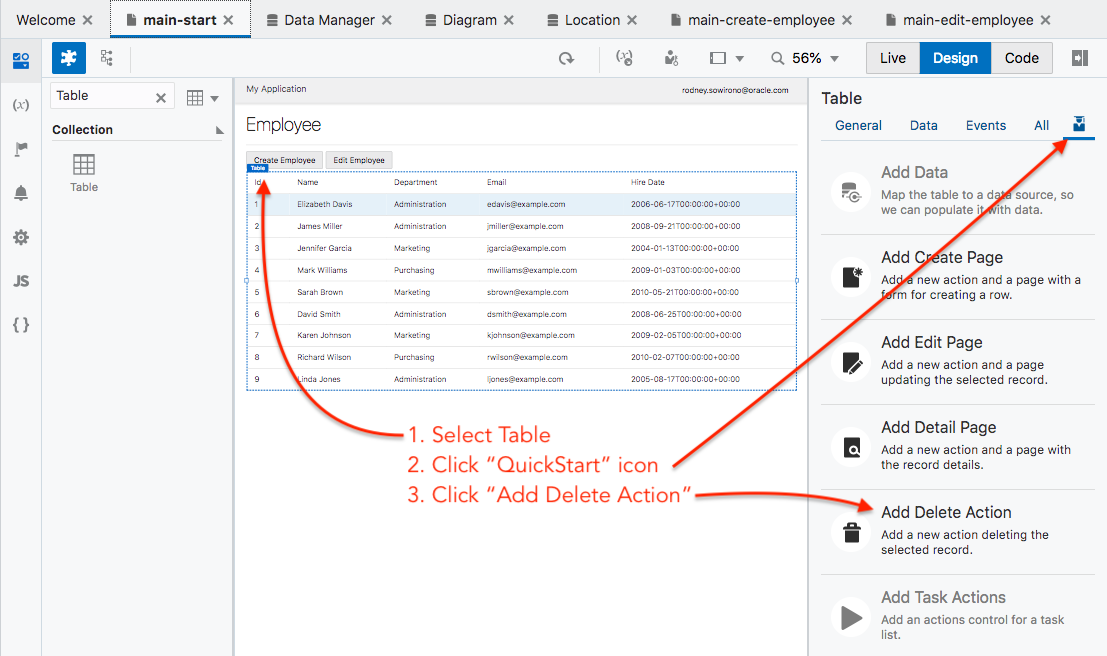 Welcome
main-start
Data Manager
Diagram
Location
main-create-employee
main-edit-employee
56%
Live
Design
Code
(x)
JS
{ }
Table
Collection
Table
My Application
rodney.sowirono@oracle.com
Employee
Create Employee
Edit Employee
Table
Id Name Department Email Hire Date
1 Elizabeth Davis Administration edavis@example.com 2006-06-17T00:00:00+00:00
2 James Miller Administration jmiller@example.com 2008-09-21T00:00:00+00:00
3 Jennifer Garcia Marketing jgarcia@example.com 2004-01-13T00:00:00+00:00
4 Mark Williams Purchasing mwilliams@example.com 2009-01-03T00:00:00+00:00
5 Sarah Brown Marketing sbrown@example.com 2010-05-21T00:00:00+00:00
6 David Smith Administration dsmith@example.com 2008-06-25T00:00:00+00:00
7 Karen Johnson Marketing kjohnson@example.com 2009-02-05T00:00:00+00:00
8 Richard Wilson Purchasing rwilson@example.com 2010-02-07T00:00:00+00:00
9 Linda Jones Administration ljones@example.com 2005-08-17T00:00:00+00:00
1. Select Table
2. Click “QuickStart” icon
3. Click “Add Delete Action”
Table
General
Data
Events
All
Add Data
Map the table to a data source, so
we can populate it with data.
Add Create Page
Add a new action and a page with a
form for creating a row.
Add Edit Page
Add a new action and a page
updating the selected record.
Add Detail Page
Add a new action and a page with
the record details.
Add Delete Action
Add a new action deleting the
selected record.
Add Task Actions
Add an actions control for a task
list.